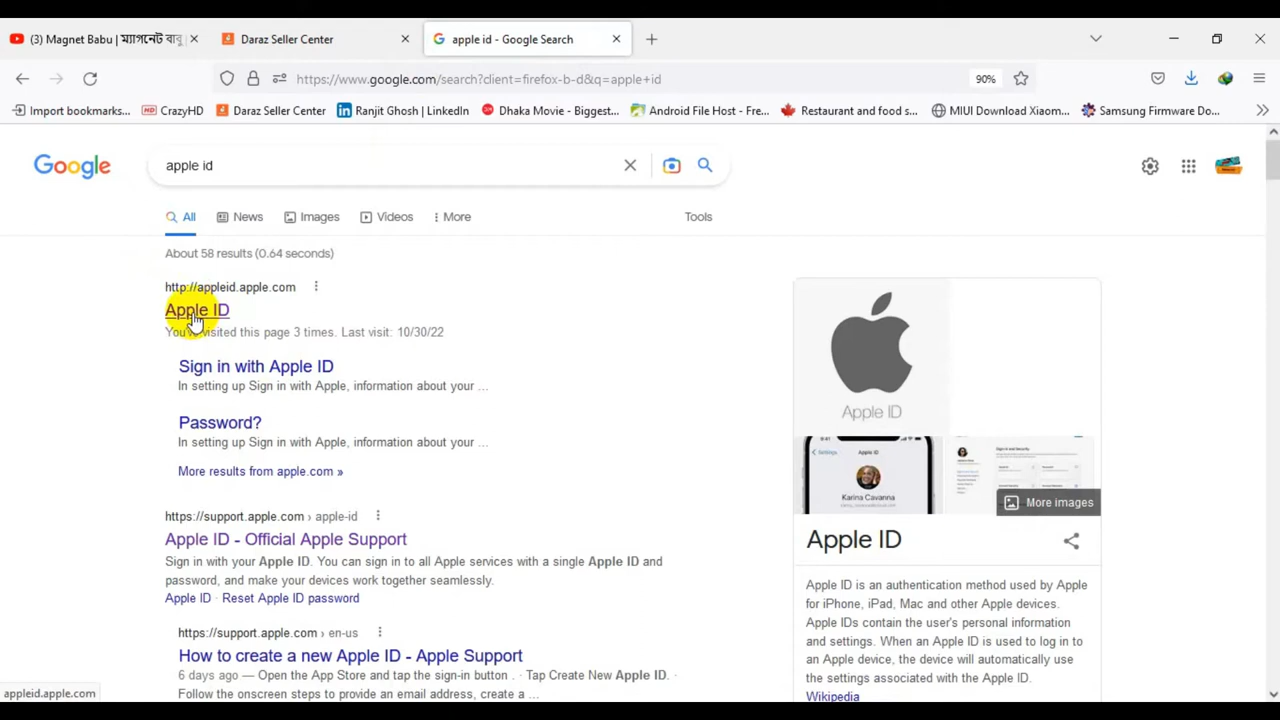 (3) Magnet Babu | ম্যাগনেট বাবু
Daraz Seller Center
apple id - Google Search
https://www.google.com/search?client=firefox-b-d&q=apple+id
90%
Import bookmarks...
HD
CrazyHD
Daraz Seller Center
Ranjit Ghosh | LinkedIn
Dhaka Movie - Biggest...
Android File Host - Fre...
Restaurant and food s...
MIUI Download Xiaom...
Samsung Firmware Do...
Google
apple id
All
News
Images
Videos
More
Tools
About 58 results (0.64 seconds)
http://appleid.apple.com
Apple ID
You've visited this page 3 times. Last visit: 10/30/22
Sign in with Apple ID
In setting up Sign in with Apple, information about your ...
Password?
In setting up Sign in with Apple, information about your ...
More results from apple.com »
https://support.apple.com › apple-id
Apple ID - Official Apple Support
Sign in with your Apple ID. You can sign in to all Apple services with a single Apple ID and
password, and make your devices work together seamlessly.
Apple ID · Reset Apple ID password
https://support.apple.com › en-us
How to create a new Apple ID - Apple Support
6 days ago — Open the App Store and tap the sign-in button . · Tap Create New Apple ID. ·
Follow the onscreen steps to provide an email address, create a ...
Apple ID
Settings
Apple ID
Karina Cavanna
Sign in and Security
More images
Apple ID
Apple ID is an authentication method used by Apple
for iPhone, iPad, Mac and other Apple devices.
Apple IDs contain the user's personal information
and settings. When an Apple ID is used to log in to
an Apple device, the device will automatically use
the settings associated with the Apple ID.
Wikipedia
appleid.apple.com